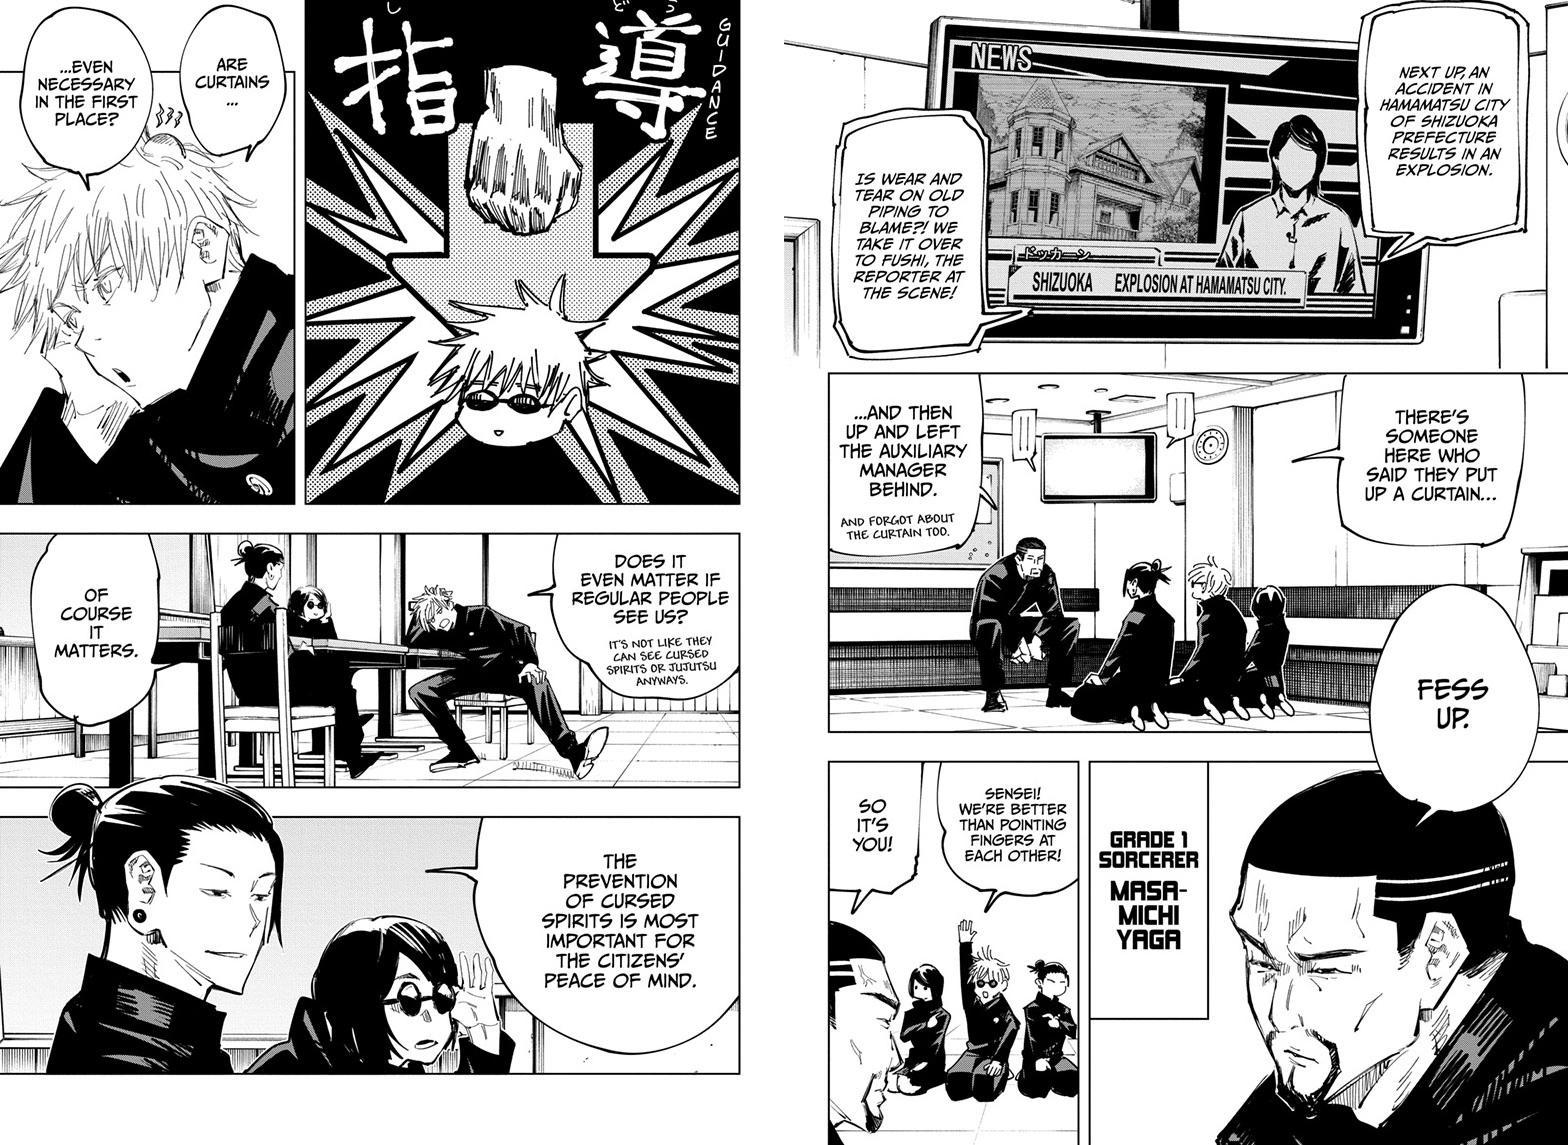 NEWS
NEXT UP, AN
ACCIDENT IN
HAMAMATSU CITY
OF SHIZUOKA
PREFECTURE
RESULTS IN AN
EXPLOSION.
IS WEAR AND
TEAR ON OLD
PIPING TO
BLAME?! WE
TAKE IT OVER
TO FUSHI, THE
REPORTER AT
THE SCENE!
ドッカーン
SHIZUOKA EXPLOSION AT HAMAMATSU CITY.
THERE'S
SOMEONE
HERE WHO
SAID THEY PUT
UP A CURTAIN...
...AND THEN
UP AND LEFT
THE AUXILIARY
MANAGER
BEHIND.
AND FORGOT ABOUT
THE CURTAIN TOO.
FESS
UP.
GRADE 1
SORCERER
MASA-
MICHI
YAGA
SENSEI!
WE'RE BETTER
THAN POINTING
FINGERS AT
EACH OTHER!
SO
IT'S
YOU!
指導
GUIDANCE
ARE
CURTAINS
...
...EVEN
NECESSARY
IN THE FIRST
PLACE?
DOES IT
EVEN MATTER IF
REGULAR PEOPLE
SEE US?
IT'S NOT LIKE THEY
CAN SEE CURSED
SPIRITS OR JUJUTSU
ANYWAYS.
OF
COURSE
IT
MATTERS.
THE
PREVENTION
OF CURSED
SPIRITS IS MOST
IMPORTANT FOR
THE CITIZENS'
PEACE OF MIND.